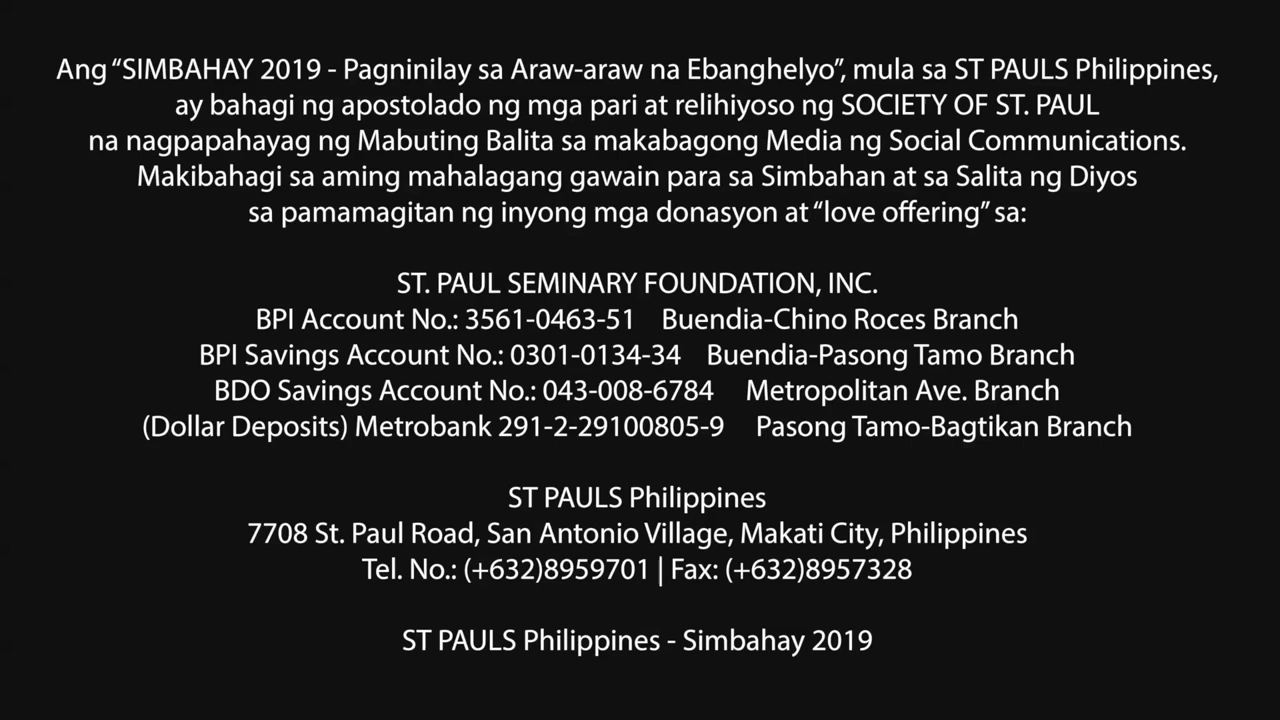 Ang “SIMBAHAY 2019 - Pagninilay sa Araw-araw na Ebanghelyo”, mula sa ST PAULS Philippines,
ay bahagi ng apostolado ng mga pari at relihiyoso ng SOCIETY OF ST. PAUL
na nagpapahayag ng Mabuting Balita sa makabagong Media ng Social Communications.
Makibahagi sa aming mahalagang gawain para sa Simbahan at sa Salita ng Diyos
sa pamamagitan ng inyong mga donasyon at “love offering” sa:
ST. PAUL SEMINARY FOUNDATION, INC.
BPI Account No.: 3561-0463-51 Buendia-Chino Roces Branch
BPI Savings Account No.: 0301-0134-34 Buendia-Pasong Tamo Branch
BDO Savings Account No.: 043-008-6784 Metropolitan Ave. Branch
(Dollar Deposits) Metrobank 291-2-29100805-9 Pasong Tamo-Bagtikan Branch
ST PAULS Philippines
7708 St. Paul Road, San Antonio Village, Makati City, Philippines
Tel. No.: (+632)8959701 | Fax: (+632)8957328
ST PAULS Philippines - Simbahay 2019